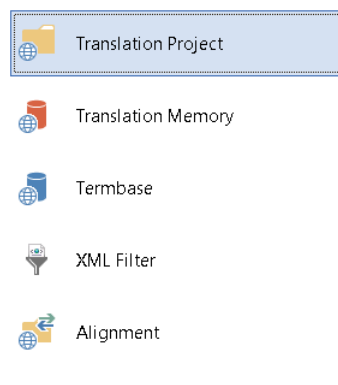 Translation Project
Translation Memory
Termbase
XML Filter
Alignment